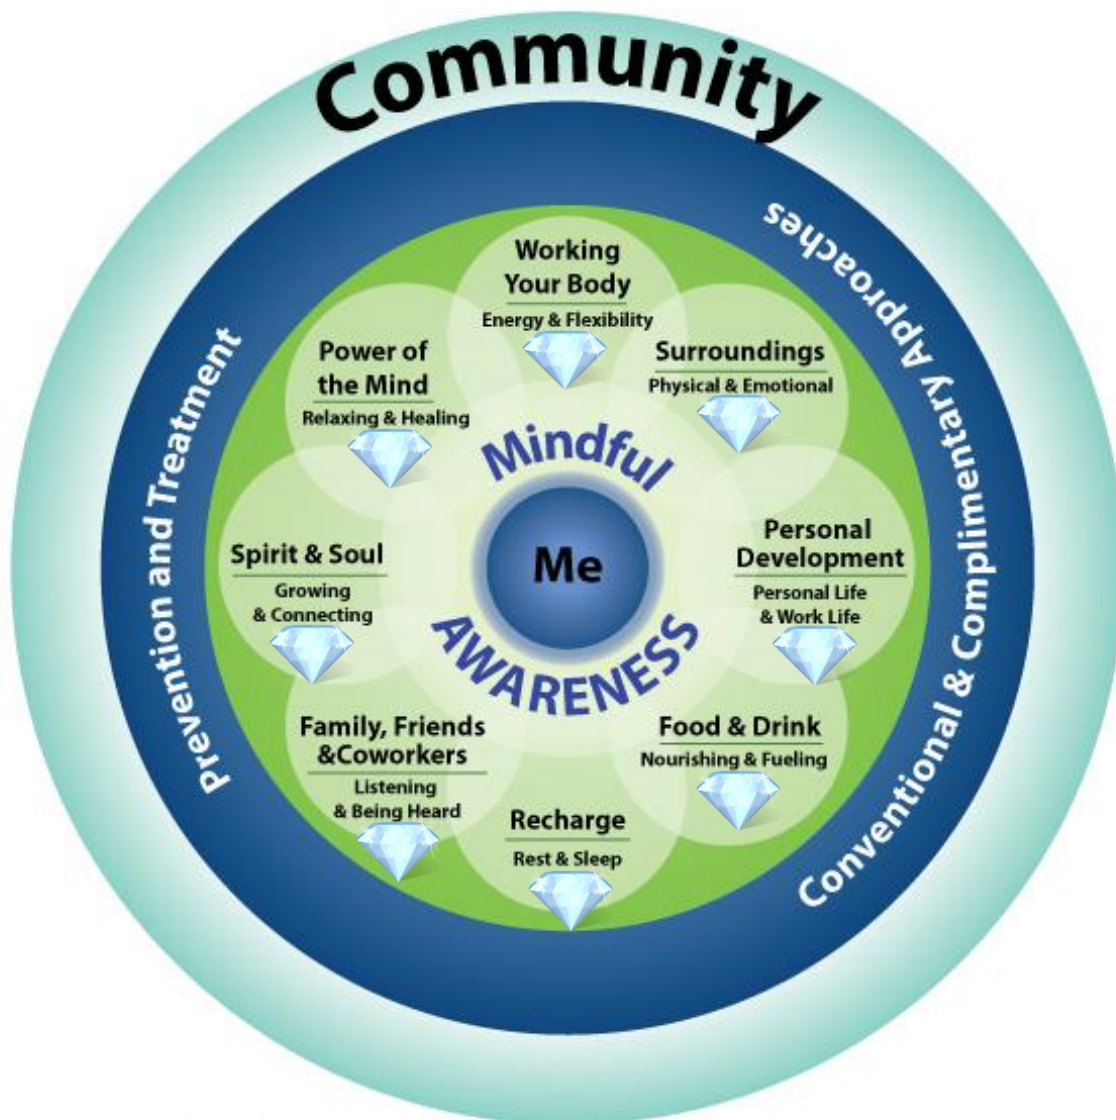 Community
Prevention and Treatment
Conventional & Complimentary Approaches
Working
Your Body
Energy & Flexibility
Surroundings
Physical & Emotional
Personal
Development
Personal Life
& Work Life
Food & Drink
Nourishing & Fueling
Recharge
Rest & Sleep
Family, Friends
&Coworkers
Listening
& Being Heard
Spirit & Soul
Growing
& Connecting
Power of
the Mind
Relaxing & Healing
Mindful
Me
AWARENESS